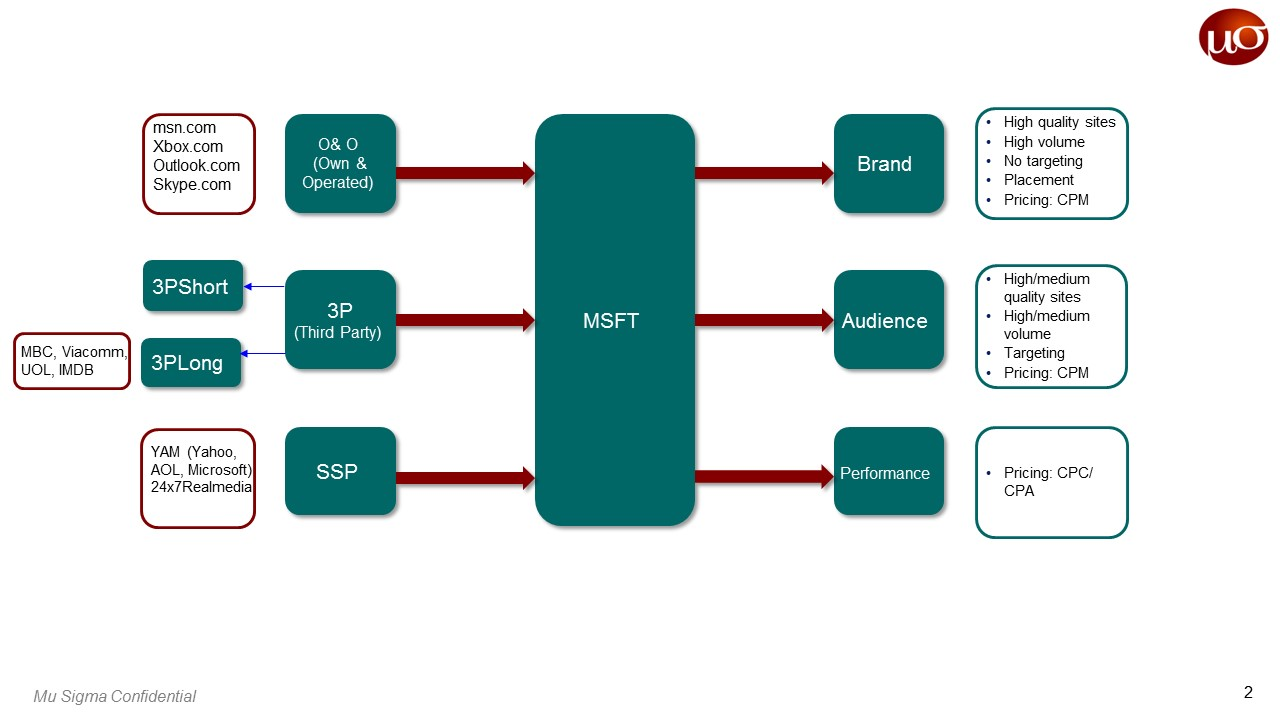 μσ
msn.com
Xbox.com
Outlook.com
Skype.com
O& O
(Own &
Operated)
Brand
• High quality sites
• High volume
• No targeting
• Placement
• Pricing: CPM
3PShort
3P
(Third Party)
MBC, Viacomm,
UOL, IMDB
3PLong
MSFT
Audience
• High/medium
quality sites
• High/medium
volume
• Targeting
• Pricing: CPM
YAM (Yahoo,
AOL, Microsoft)
24x7Realmedia
SSP
Performance
• Pricing: CPC/
CPA
Mu Sigma Confidential
2